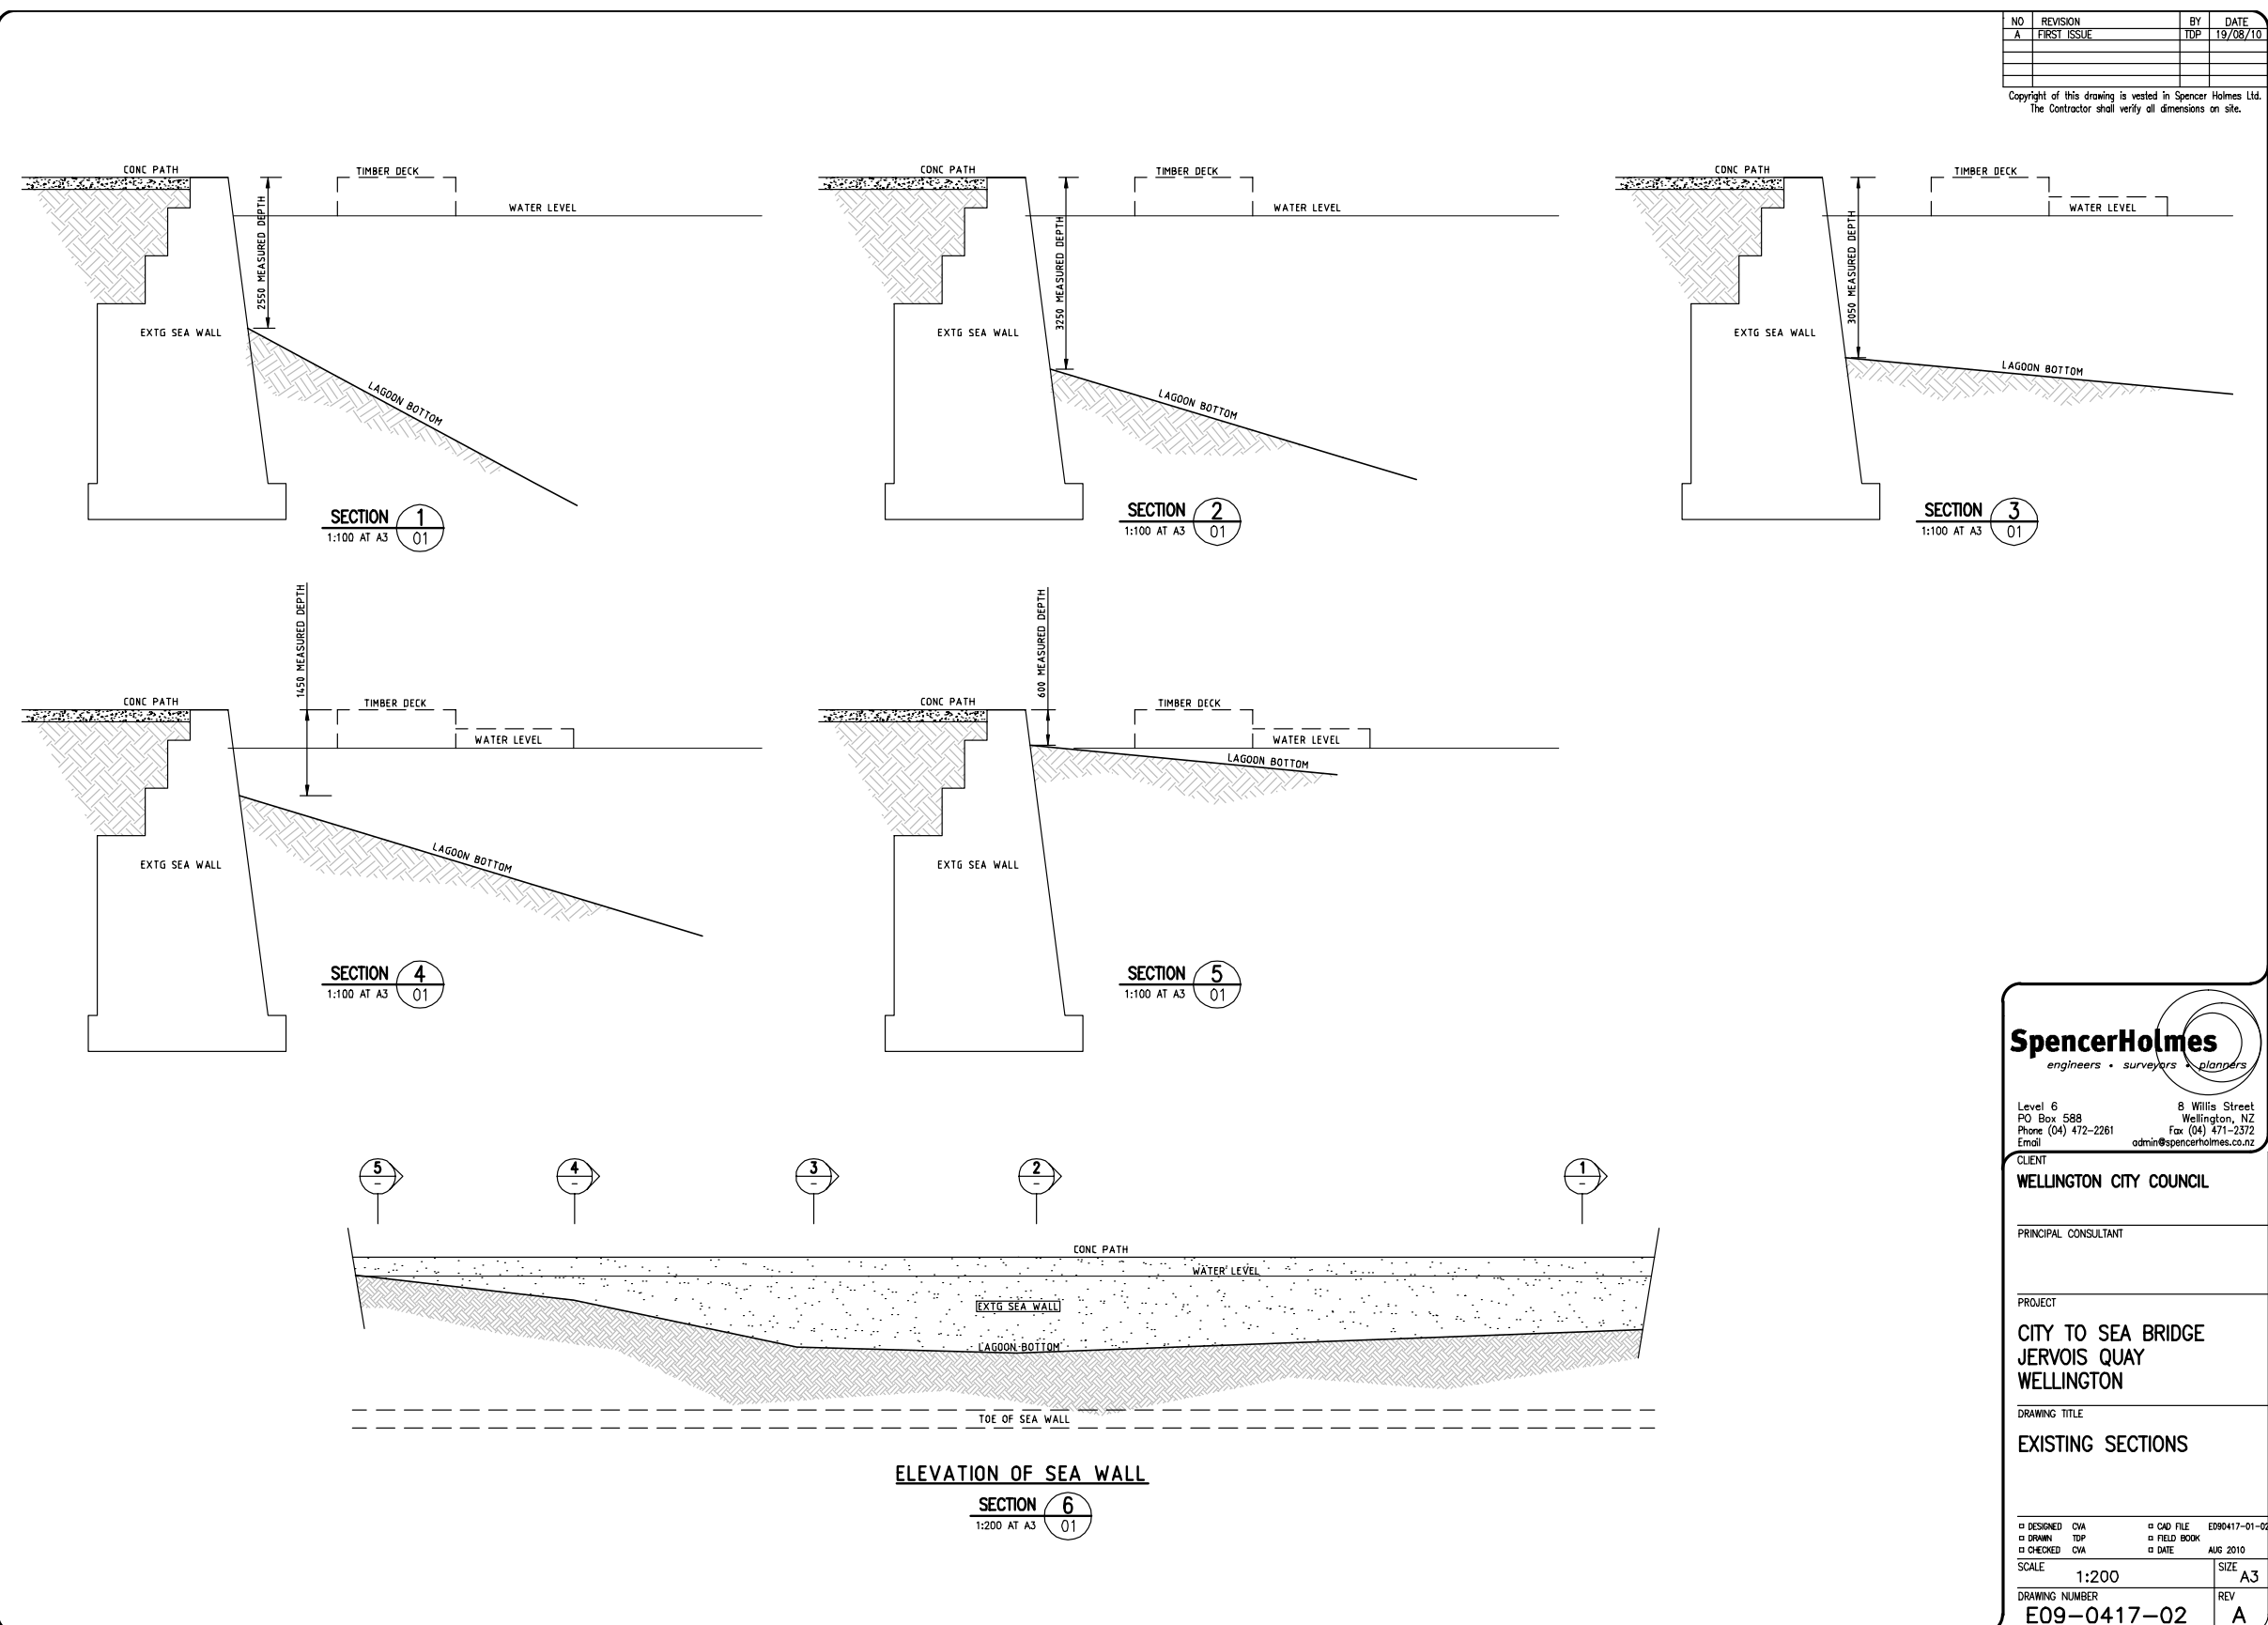 NO REVISION BY DATE
A FIRST ISSUE TDP 19/08/10
Copyright of this drawing is vested in Spencer Holmes Ltd.
The Contractor shall verify all dimensions on site.
CONC PATH
TIMBER DECK
WATER LEVEL
2550 MEASURED DEPTH
EXTG SEA WALL
LAGOON BOTTOM
SECTION 1
1:100 AT A3 01
CONC PATH
TIMBER DECK
WATER LEVEL
3250 MEASURED DEPTH
EXTG SEA WALL
LAGOON BOTTOM
SECTION 2
1:100 AT A3 01
CONC PATH
TIMBER DECK
WATER LEVEL
3050 MEASURED DEPTH
EXTG SEA WALL
LAGOON BOTTOM
SECTION 3
1:100 AT A3 01
1450 MEASURED DEPTH
CONC PATH
TIMBER DECK
WATER LEVEL
EXTG SEA WALL
LAGOON BOTTOM
SECTION 4
1:100 AT A3 01
600 MEASURED DEPTH
CONC PATH
TIMBER DECK
WATER LEVEL
LAGOON BOTTOM
EXTG SEA WALL
SECTION 5
1:100 AT A3 01
5 4 3 2 1
- - - - -
CONC PATH
WATER LEVEL
EXTG SEA WALL
LAGOON BOTTOM
TOE OF SEA WALL
ELEVATION OF SEA WALL
SECTION 6
1:200 AT A3 01
SpencerHolmes
engineers • surveyors • planners
Level 6 8 Willis Street
PO Box 588 Wellington, NZ
Phone (04) 472-2261 Fax (04) 471-2372
Email admin@spencerholmes.co.nz
CLIENT
WELLINGTON CITY COUNCIL
PRINCIPAL CONSULTANT
PROJECT
CITY TO SEA BRIDGE
JERVOIS QUAY
WELLINGTON
DRAWING TITLE
EXISTING SECTIONS
DESIGNED CVA CAD FILE E090417-01-02
DRAWN TDP FIELD BOOK
CHECKED CVA DATE AUG 2010
SCALE SIZE
1:200 A3
DRAWING NUMBER REV
E09-0417-02 A